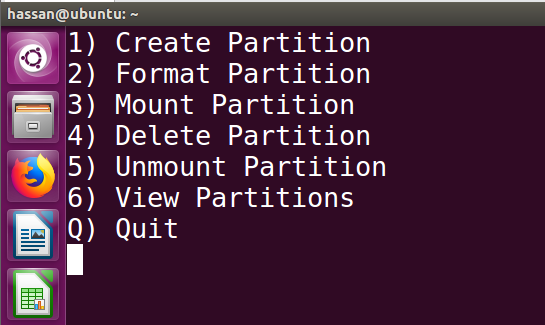 hassan@ubuntu: ~
1) Create Partition
2) Format Partition
3) Mount Partition
4) Delete Partition
5) Unmount Partition
6) View Partitions
Q) Quit